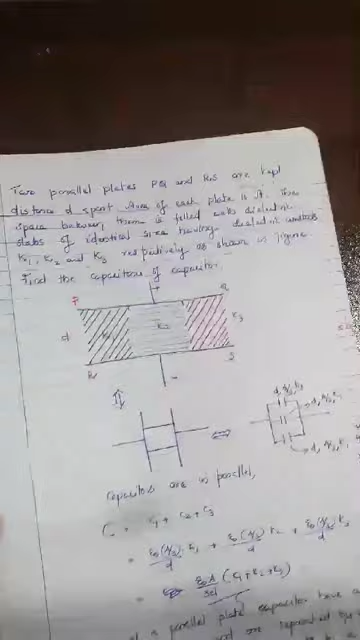 Two parallel plates PQ and RS are kept
distance d apart. Area of each plate is A. The
space between them is filled with dielectric
slabs of identical size having dielectric
K₁, K₂ and K₃ respectively as shown in figure.
Find the capacitance of capacitor.
P Q
d K₂ K₃
R S
Capacitors are in parallel,
C = C₁ + C₂ + C₃
= ε₀(A/3)K₁/d + ε₀(A/3)K₂/d + ε₀(A/3)K₃/d
= ε₀A/3d (K₁+K₂+K₃)
a parallel plate capacitor have